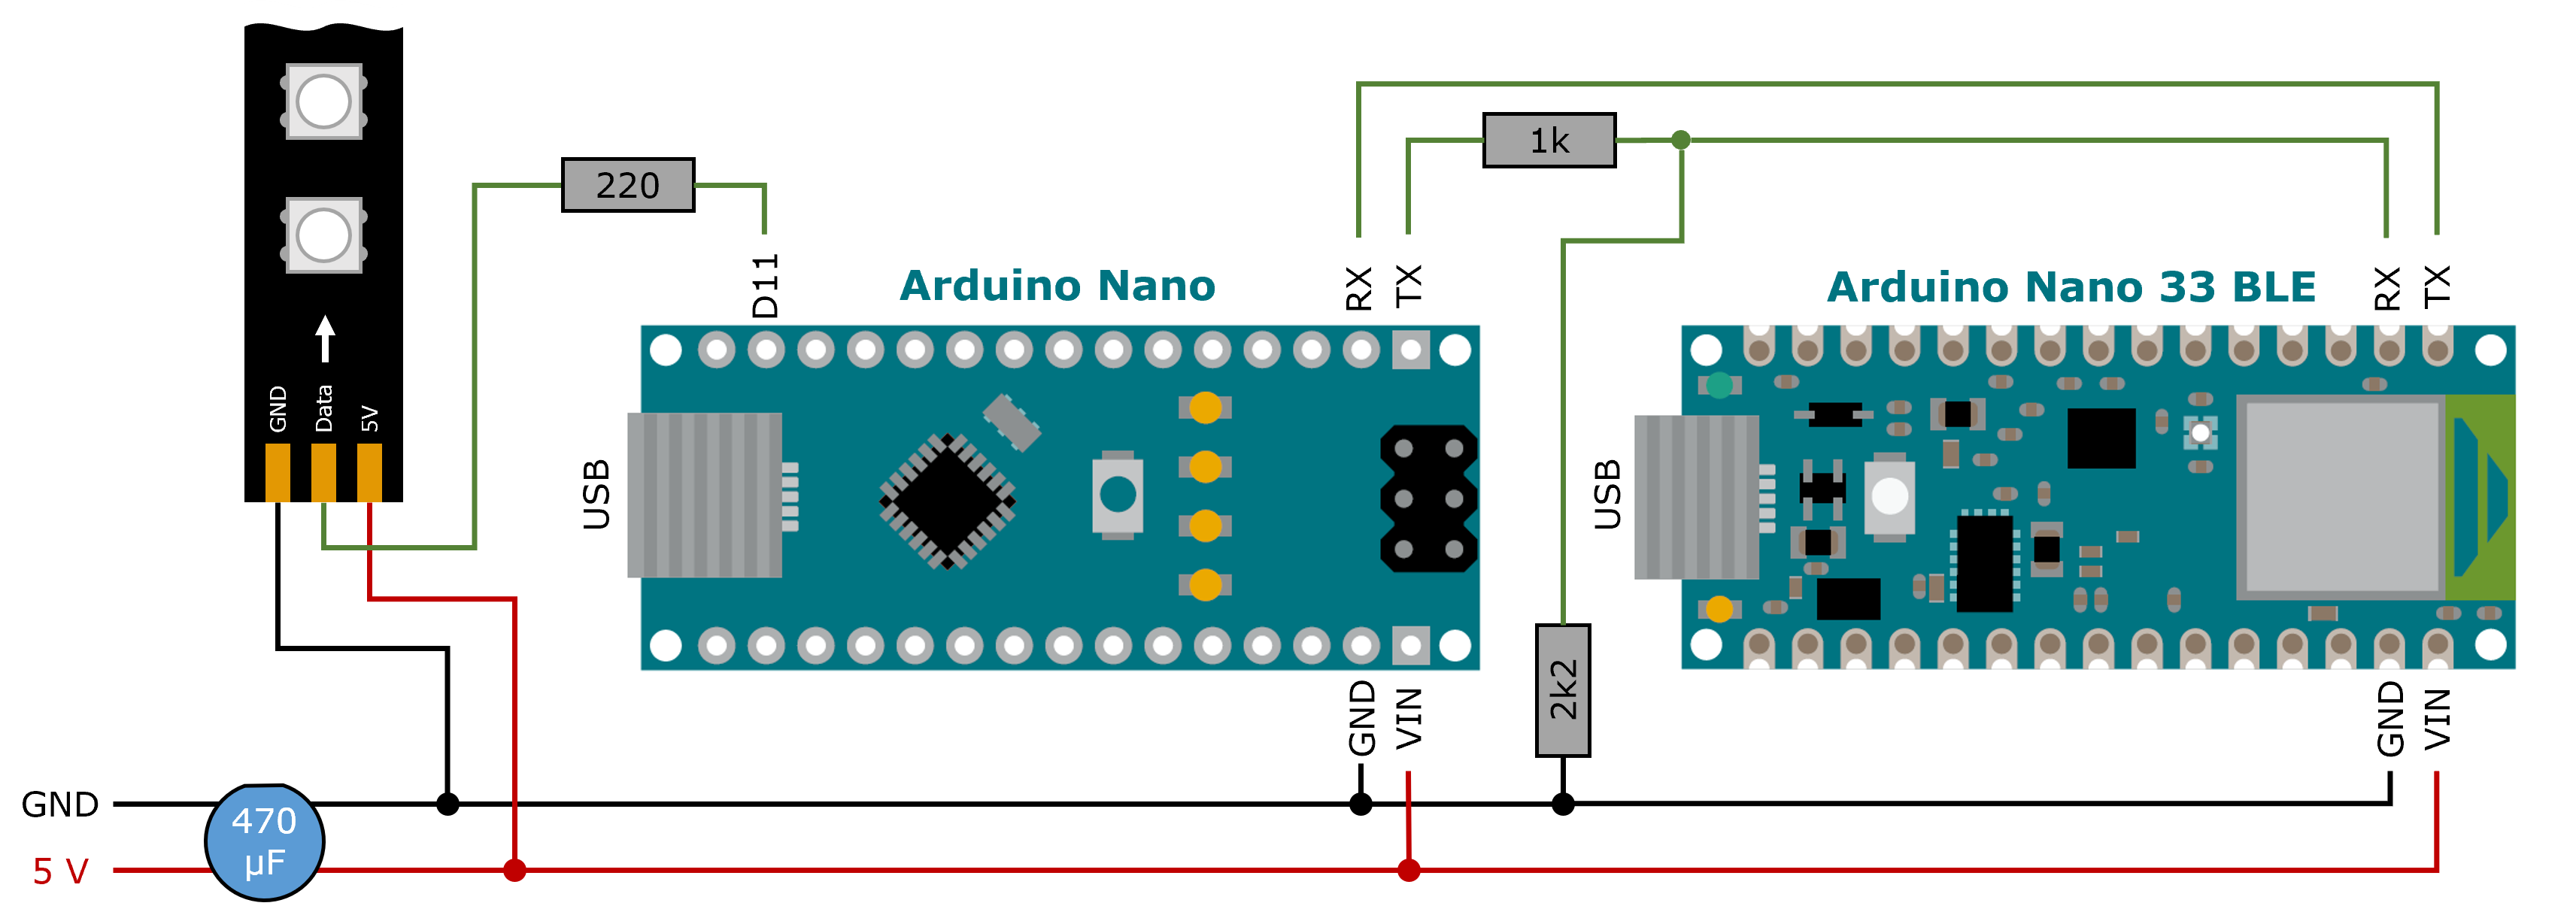 220
1k
D11
RX
TX
RX
TX
Arduino Nano
Arduino Nano 33 BLE
GND
Data
5V
USB
USB
2k2
GND
VIN
GND
VIN
GND
470
µF
5 V